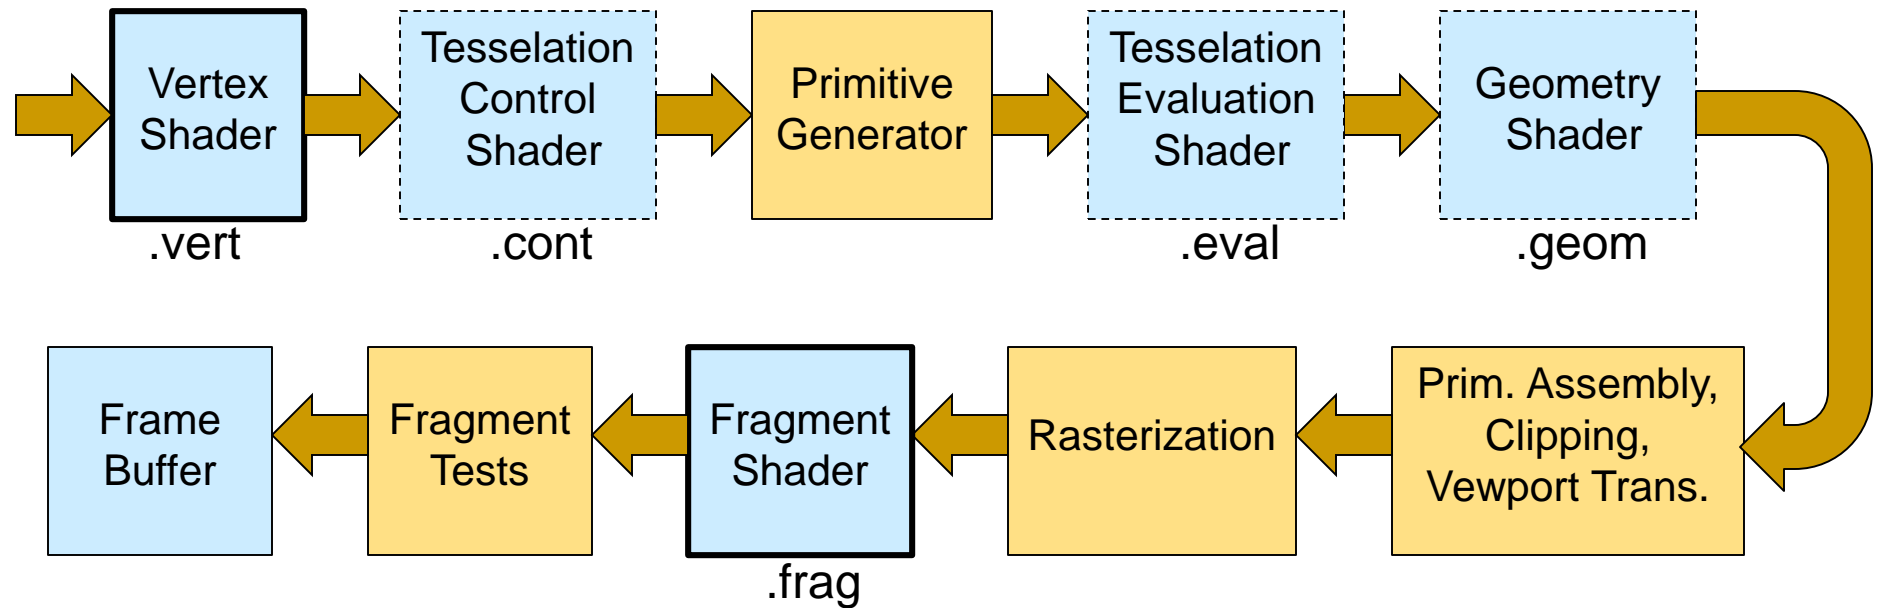 Vertex
Shader
Tesselation
Control
Shader
Primitive
Generator
Tesselation
Evaluation
Shader
Geometry
Shader
.vert
.cont
.eval
.geom
Prim. Assembly,
Clipping,
Vewport Trans.
Rasterization
Fragment
Shader
Fragment
Tests
Frame
Buffer
.frag